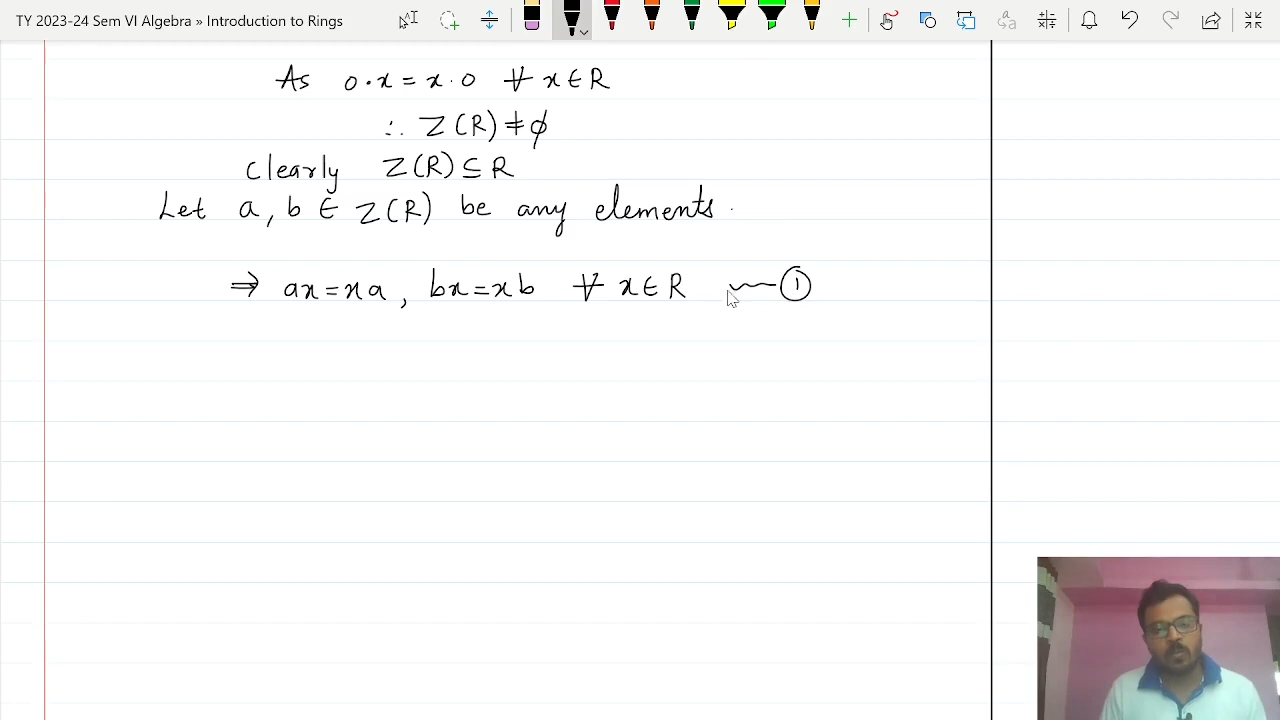 TY 2023-24 Sem VI Algebra » Introduction to Rings
As 0·x = x·0 ∀ x ∈ R
∴ Z(R) ≠ ϕ
Clearly Z(R) ⊆ R
Let a, b ∈ Z(R) be any elements.
⇒ ax = xa, bx = xb ∀ x ∈ R —①